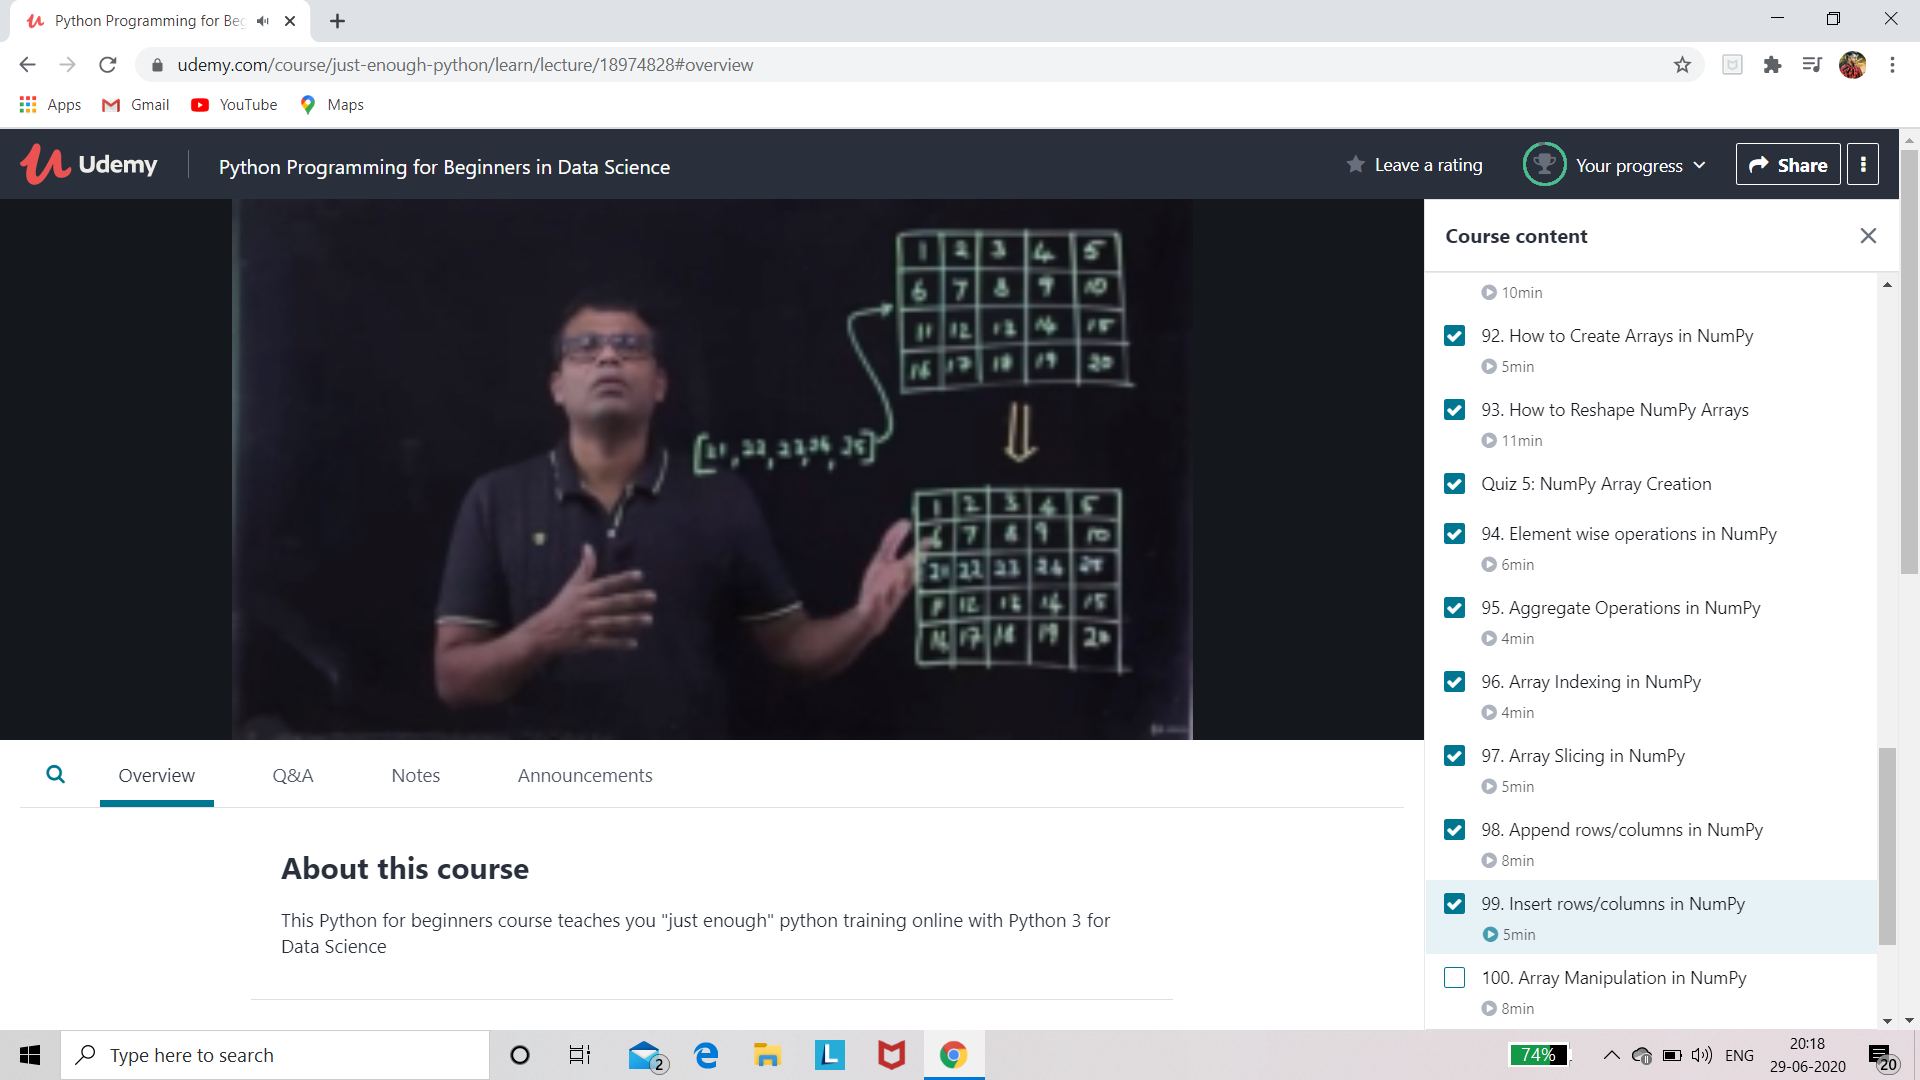 Python Programming for Beg
udemy.com/course/just-enough-python/learn/lecture/18974828#overview
Apps Gmail YouTube Maps
Udemy Python Programming for Beginners in Data Science Leave a rating Your progress Share
1 2 3 4 5
6 7 8 9 10
11 12 13 14 15
16 17 18 19 20
[21, 22, 23, 24, 25]
1 2 3 4 5
6 7 8 9 10
21 22 23 24 25
11 12 13 14 15
16 17 18 19 20
Course content
10min
92. How to Create Arrays in NumPy
5min
93. How to Reshape NumPy Arrays
11min
Quiz 5: NumPy Array Creation
94. Element wise operations in NumPy
6min
95. Aggregate Operations in NumPy
4min
96. Array Indexing in NumPy
4min
97. Array Slicing in NumPy
5min
98. Append rows/columns in NumPy
8min
99. Insert rows/columns in NumPy
5min
100. Array Manipulation in NumPy
8min
Overview Q&A Notes Announcements
About this course
This Python for beginners course teaches you "just enough" python training online with Python 3 for
Data Science
Type here to search
2
74%
ENG
20:18
29-06-2020
20